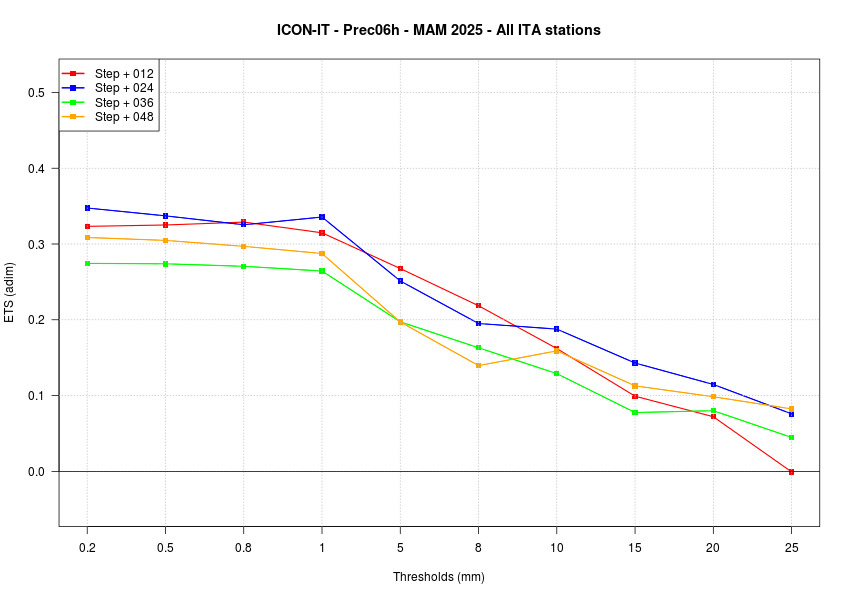 ICON-IT - Prec06h - MAM 2025 - All ITA stations
Step + 012
Step + 024
Step + 036
Step + 048
ETS (adim)
0.5
0.4
0.3
0.2
0.1
0.0
0.2 0.5 0.8 1 5 8 10 15 20 25
Thresholds (mm)